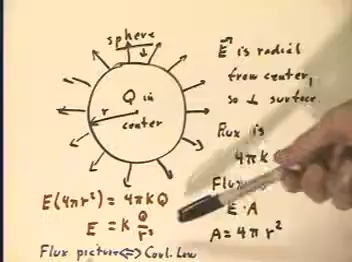 sphere
⊥
Q in
center
r
E is radial
from center,
so ⊥ surface.
Flux is
4πk
Flux
E·A
A = 4πr²
E(4πr²) = 4πkQ
E = k Q/r²
Flux picture ⇔ Coul. Law